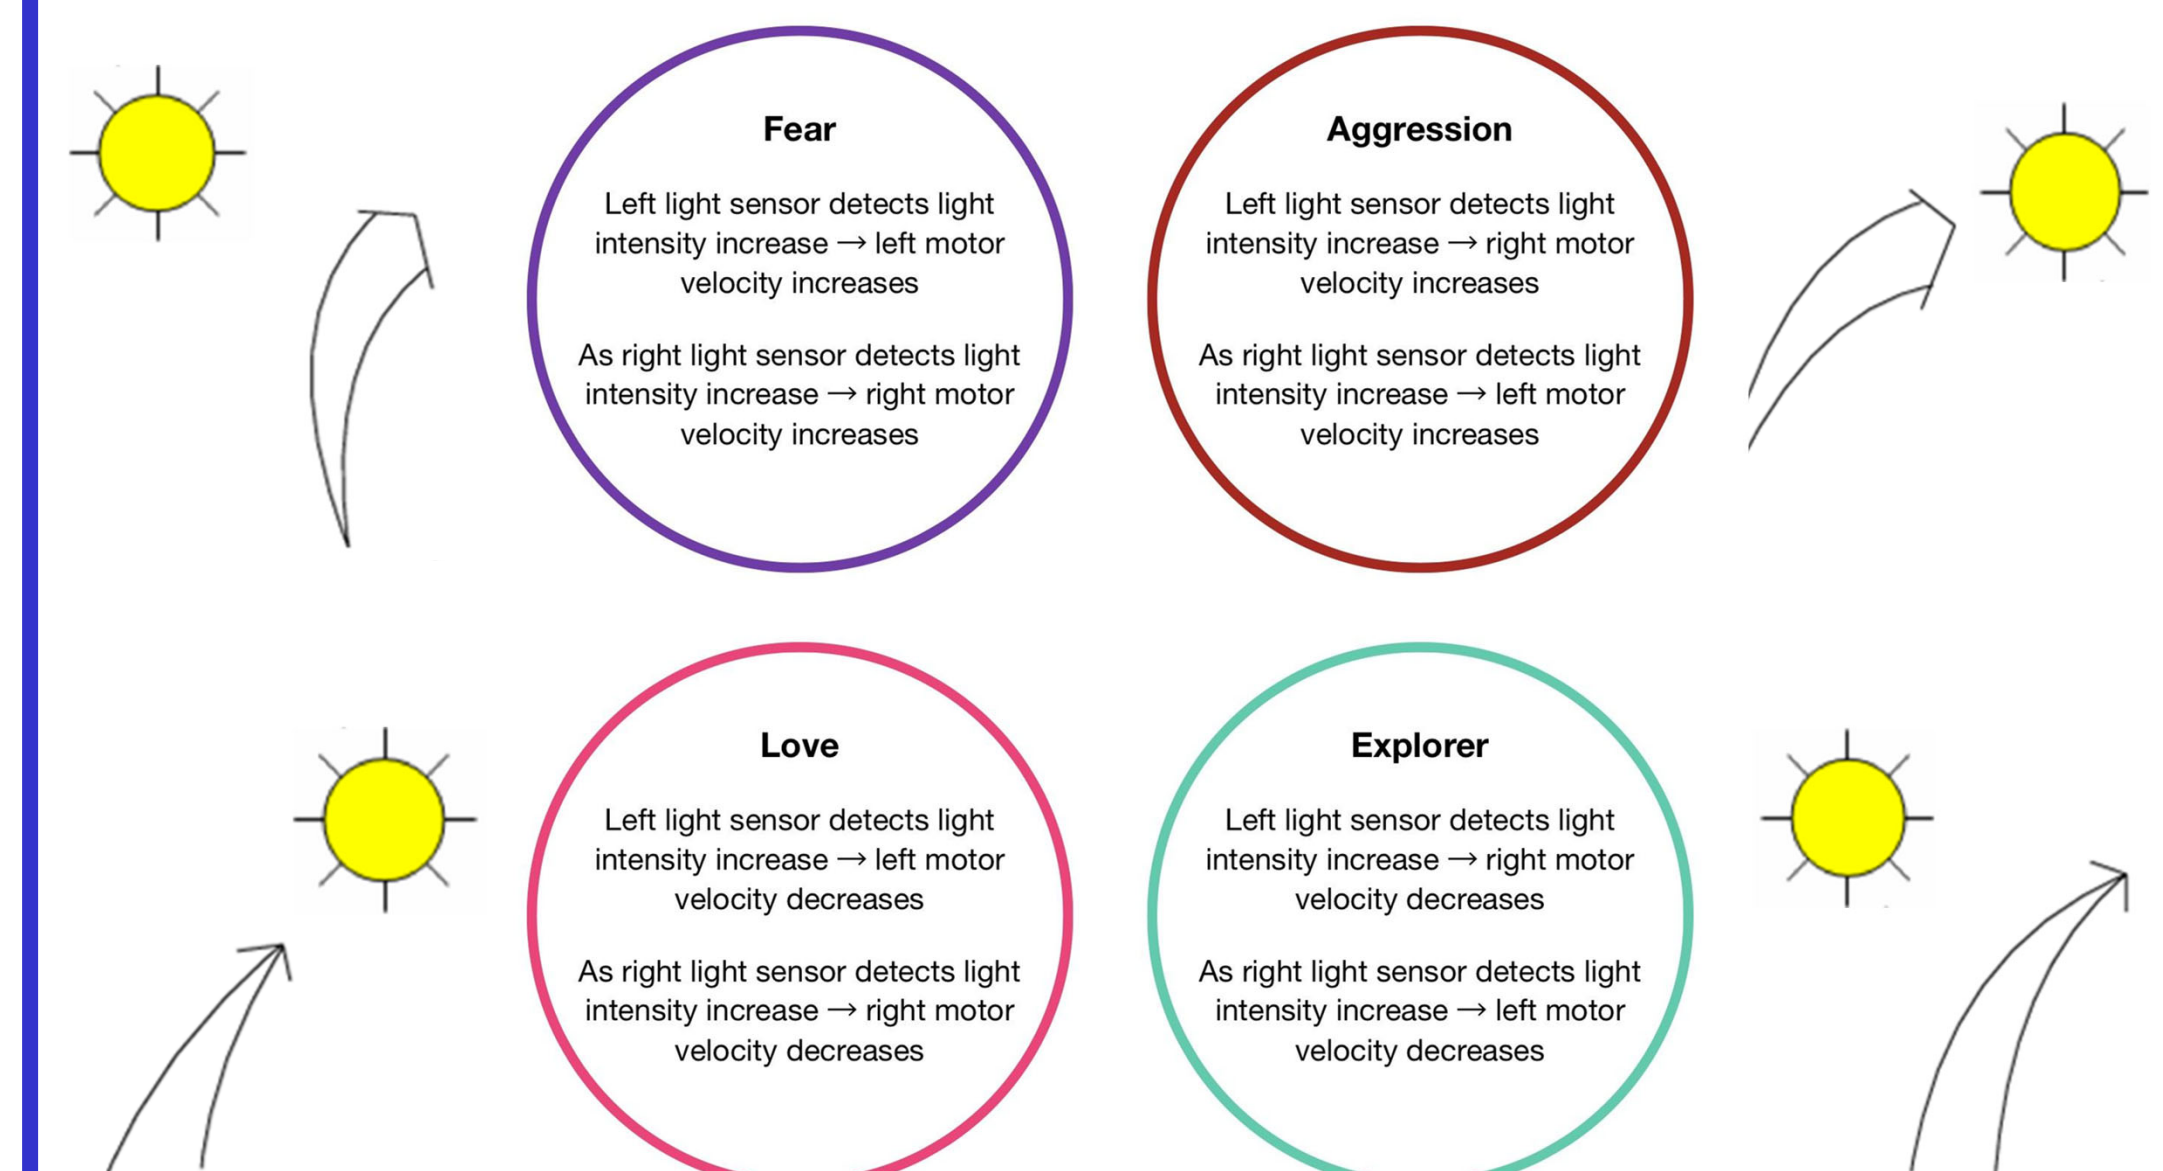 Fear
Left light sensor detects light
intensity increase → left motor
velocity increases
As right light sensor detects light
intensity increase → right motor
velocity increases
Aggression
Left light sensor detects light
intensity increase → right motor
velocity increases
As right light sensor detects light
intensity increase → left motor
velocity increases
Love
Left light sensor detects light
intensity increase → left motor
velocity decreases
As right light sensor detects light
intensity increase → right motor
velocity decreases
Explorer
Left light sensor detects light
intensity increase → right motor
velocity decreases
As right light sensor detects light
intensity increase → left motor
velocity decreases